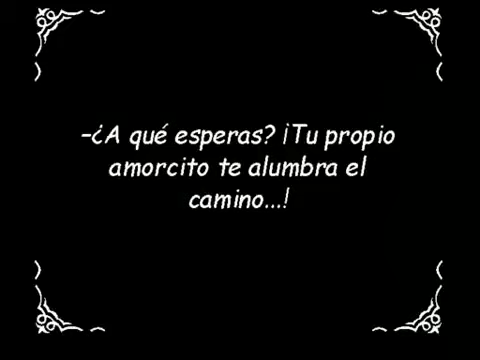 -¿A qué esperas? ¡Tu propio
amorcito te alumbra el
camino...!